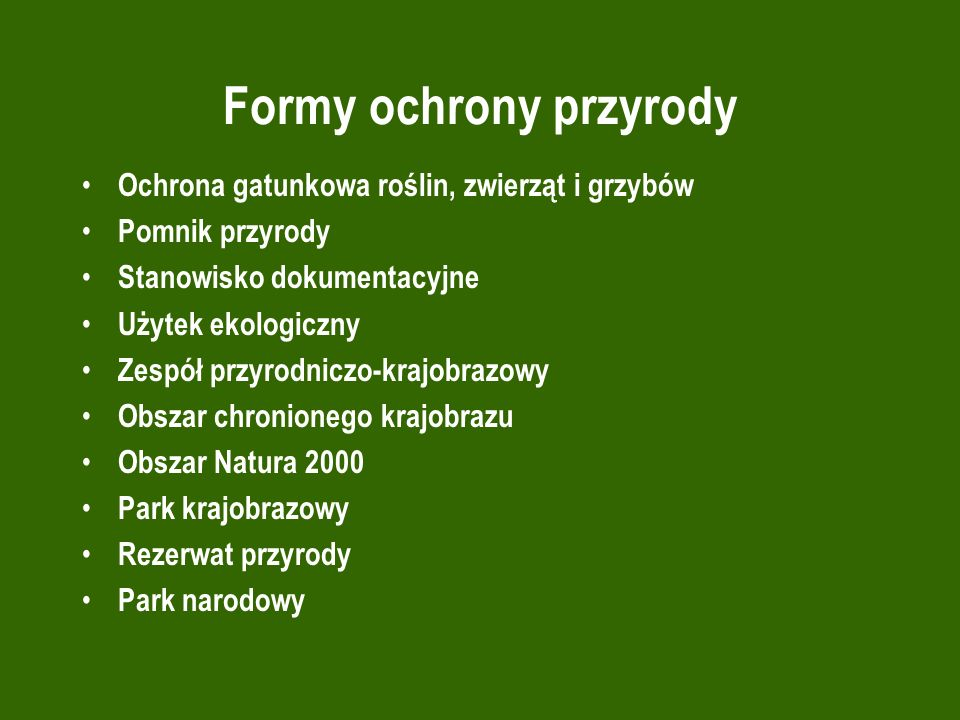 Formy ochrony przyrody
• Ochrona gatunkowa roślin, zwierząt i grzybów
• Pomnik przyrody
• Stanowisko dokumentacyjne
• Użytek ekologiczny
• Zespół przyrodniczo-krajobrazowy
• Obszar chronionego krajobrazu
• Obszar Natura 2000
• Park krajobrazowy
• Rezerwat przyrody
• Park narodowy